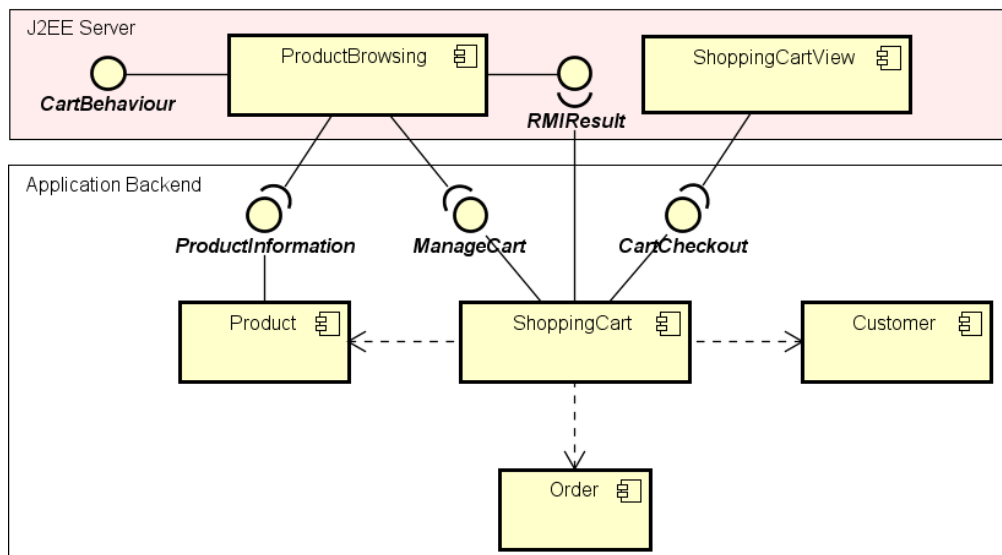 J2EE Server
ProductBrowsing
ShoppingCartView
CartBehaviour
RMIResult
Application Backend
ProductInformation
ManageCart
CartCheckout
Product
ShoppingCart
Customer
Order